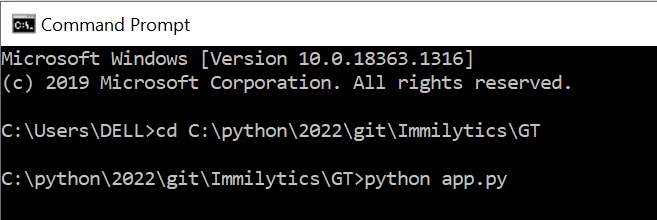 Command Prompt
Microsoft Windows [Version 10.0.18363.1316]
(c) 2019 Microsoft Corporation. All rights reserved.
C:\Users\DELL>cd C:\python\2022\git\Immilytics\GT
C:\python\2022\git\Immilytics\GT>python app.py